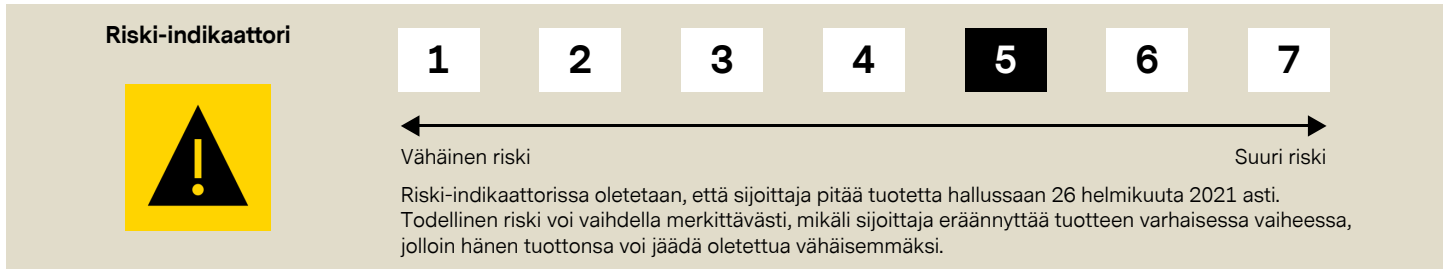 Riski-indikaattori
1 2 3 4 5 6 7
Vähäinen riski Suuri riski
Riski-indikaattorissa oletetaan, että sijoittaja pitää tuotetta hallussaan 26 helmikuuta 2021 asti.
Todellinen riski voi vaihdella merkittävästi, mikäli sijoittaja eräännyttää tuotteen varhaisessa vaiheessa,
jolloin hänen tuottonsa voi jäädä oletettua vähäisemmäksi.